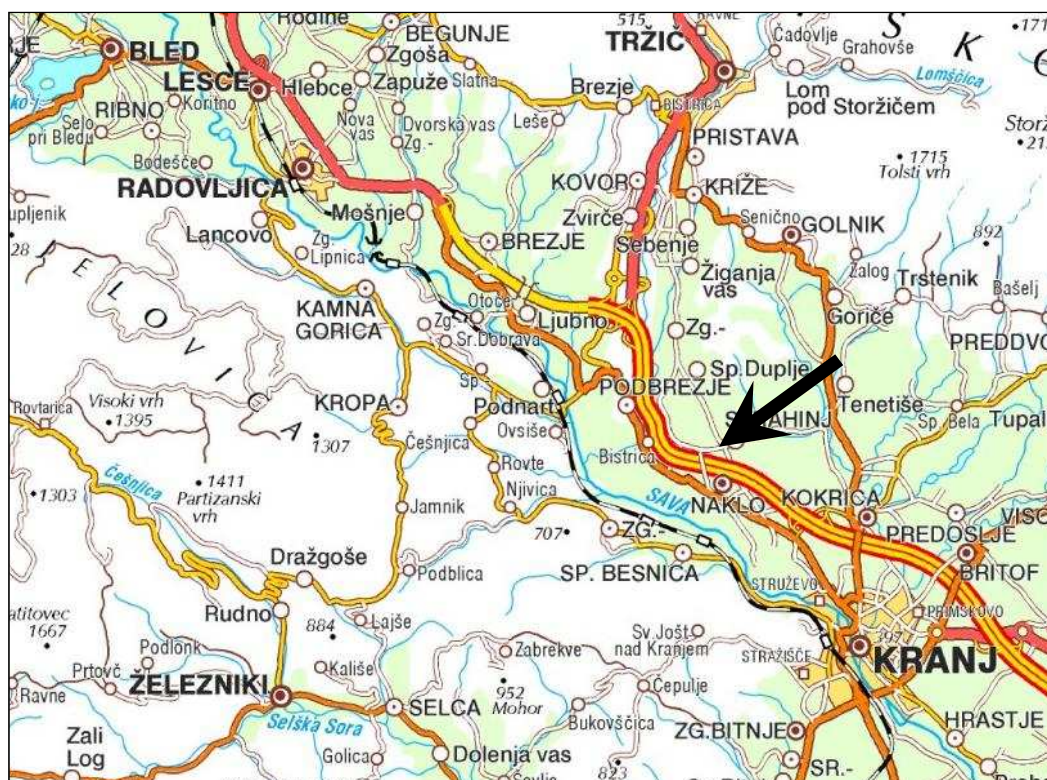 Rodine
BEGUNJE
515
RAVNE
Čadovlje
Grahovše
S
K
BLED
Zgoša
TRŽIČ
LESCE
Hlebce
Zapuže
Slatna
Brezje
BISTRICA
Lom
pod Storžičem
Lomščica
RIBNO
Koritno
Nova
vas
Dvorska vas
Leše
Selo
pri Bledu
Zg.-
PRISTAVA
Bodešče
1715
Tolsti vrh
RADOVLJICA
KOVOR
KRIŽE
Mošnje
Zvirče
Senično
GOLNIK
Lancovo
Zg.
Lipnica
BREZJE
Sebenje
892
Žalog
Trstenik
Bašelj
KAMNA
GORICA
Otoče
Ljubno
Žiganja
vas
Goriče
Zg.-
Sr.Dobrava
Zg.-
PREDDVO
J E L O V I C A
Sp.-
Sp.Duplje
Visoki vrh
1395
KROPA
Podnart
PODBREZJE
Tenetiše
Rovtarica
1307
Ovsiše
Sp. Bela
Tupal
Češnjica
Bistrica
Češnjica
1411
Partizanski
vrh
1303
Rovte
Njivica
SAVA
NAKLO
KOKRICA
Jamnik
707
ZG.-
PREDOSLJE
VISO
Dražgoše
Podblica
SP. BESNICA
STRUŽEVO
BRITOF
Rudno
PRIMSKOVO
1667
884
Lajše
Sv.Jošt
nad Kranjem
Zabrekve
STRAŽIŠČE
KRANJ
Podlonk
Prtovč
Kališe
Ravne
ŽELEZNIKI
952
Mohor
Čepulje
SELCA
Bukovščica
ZG.BITNJE
HRASTJE
Selška Sora
Zali
Log
Golica
Dolenja vas
823
SR.-